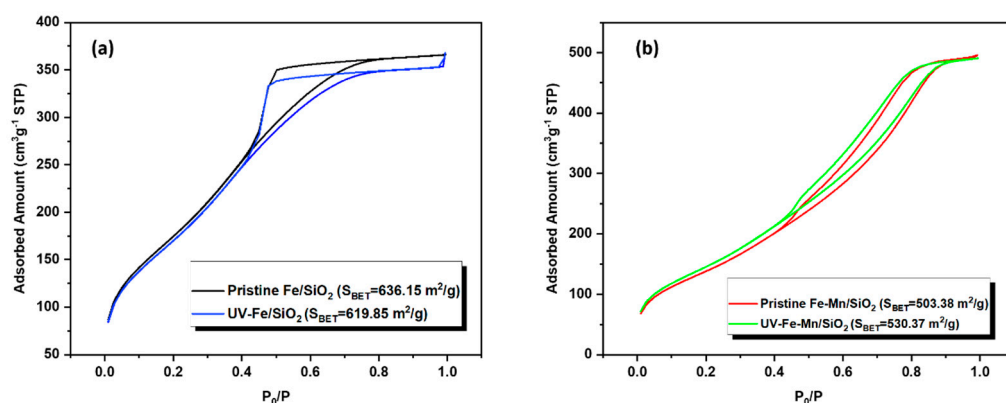 (a)
400
350
300
250
200
150
100
50
Adsorbed Amount (cm³g⁻¹ STP)
Pristine Fe/SiO₂ (S_BET=636.15 m²/g)
UV-Fe/SiO₂ (S_BET=619.85 m²/g)
0.0 0.2 0.4 0.6 0.8 1.0
P₀/P
(b)
500
400
300
200
100
0
Adsorbed Amount (cm³g⁻¹ STP)
Pristine Fe-Mn/SiO₂ (S_BET=503.38 m²/g)
UV-Fe-Mn/SiO₂ (S_BET=530.37 m²/g)
0.0 0.2 0.4 0.6 0.8 1.0
P₀/P